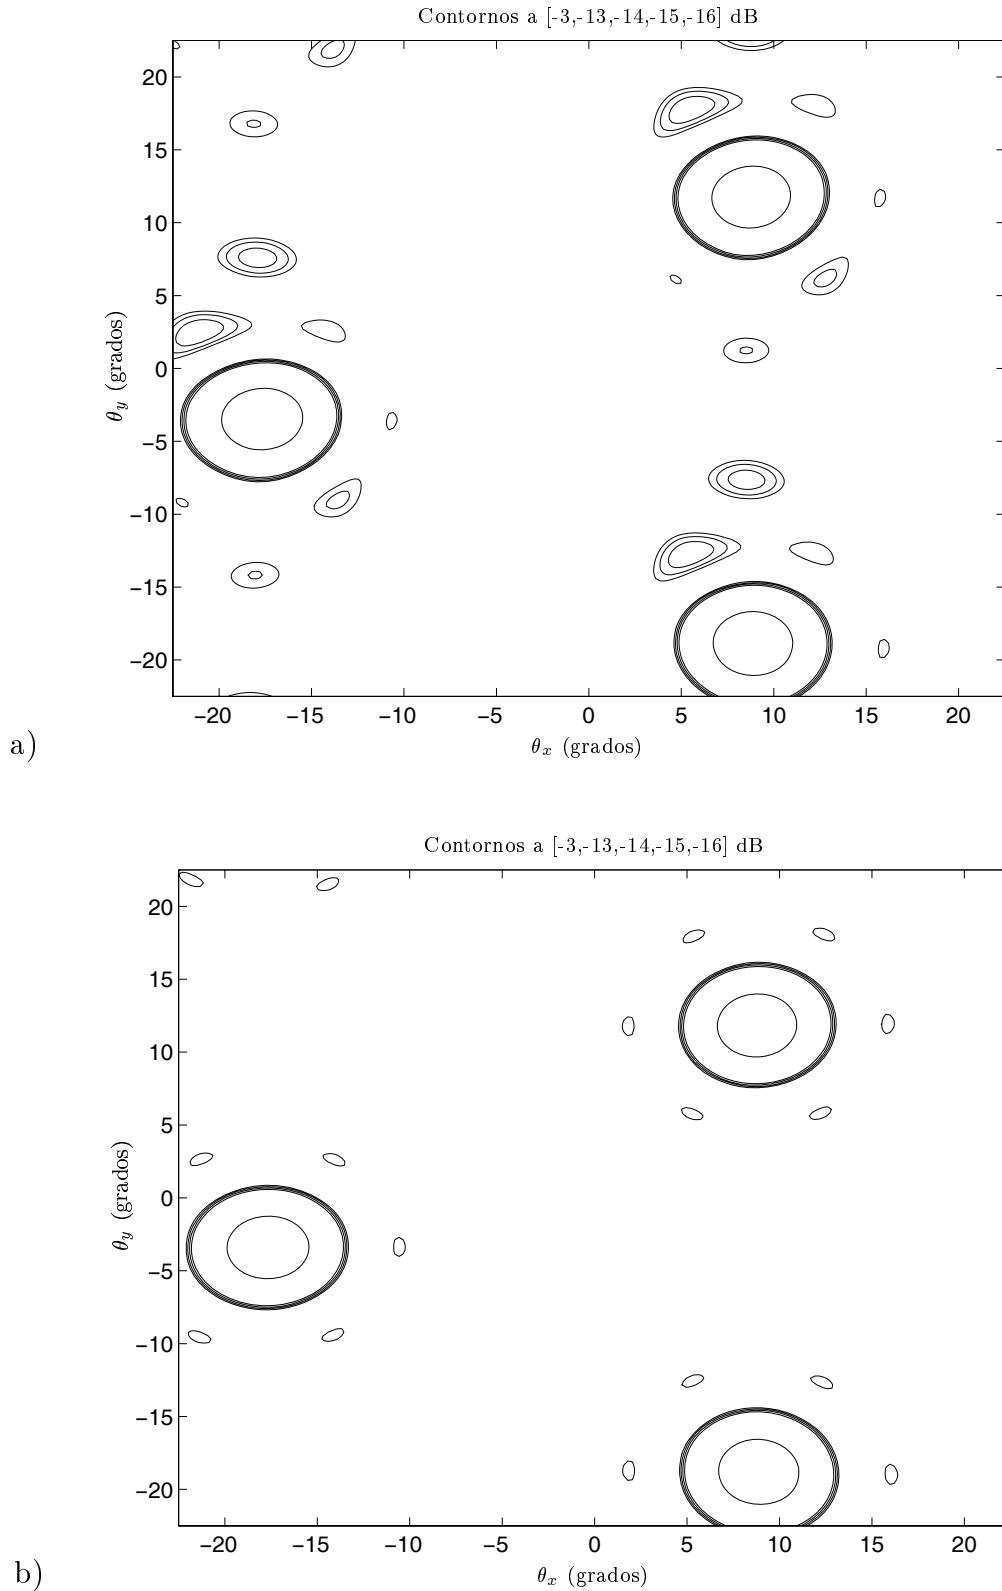 Contornos a [-3,-13,-14,-15,-16] dB
20
15
10
5
0
−5
−10
−15
−20
θy (grados)
−20 −15 −10 −5 0 5 10 15 20
θx (grados)
a)
Contornos a [-3,-13,-14,-15,-16] dB
20
15
10
5
0
−5
−10
−15
−20
θy (grados)
−20 −15 −10 −5 0 5 10 15 20
θx (grados)
b)